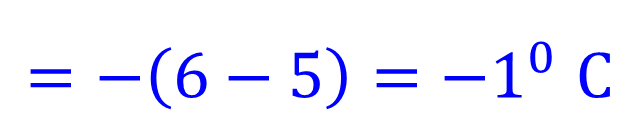 = −(6 − 5) = −1⁰ C